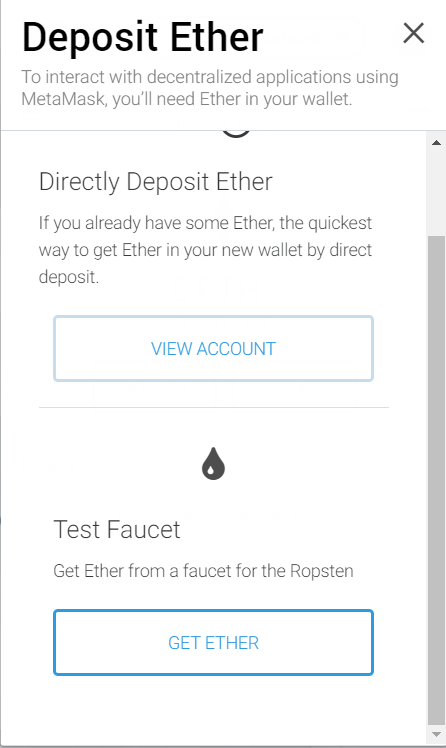 Deposit Ether
To interact with decentralized applications using
MetaMask, you'll need Ether in your wallet.
Directly Deposit Ether
If you already have some Ether, the quickest
way to get Ether in your new wallet by direct
deposit.
VIEW ACCOUNT
Test Faucet
Get Ether from a faucet for the Ropsten
GET ETHER